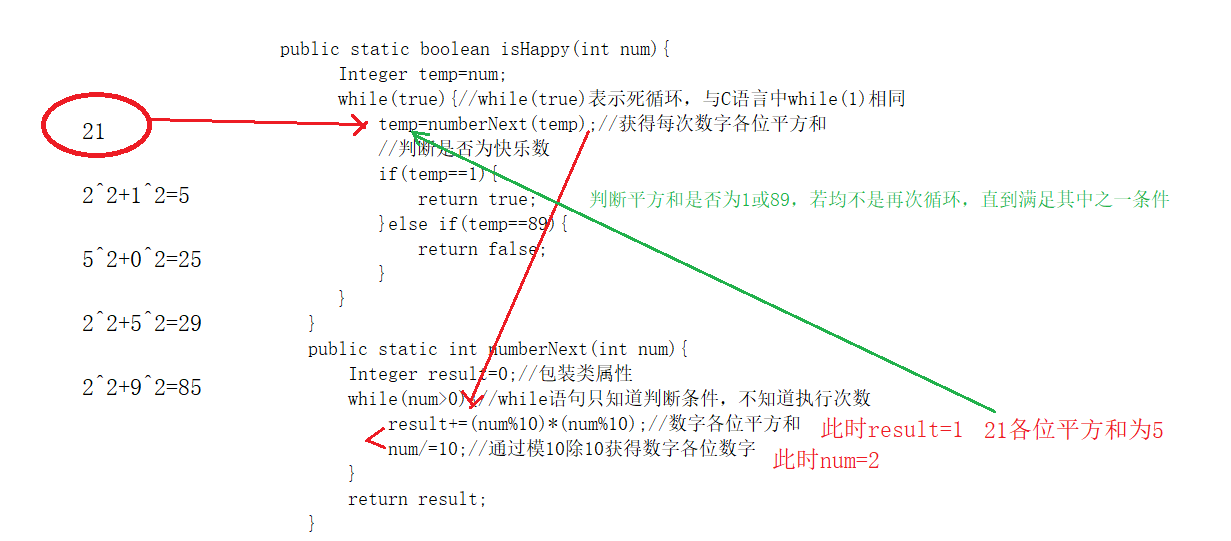 public static boolean isHappy(int num){
Integer temp=num;
while(true){//while(true)表示死循环，与C语言中while(1)相同
temp=numberNext(temp);//获得每次数字各位平方和
//判断是否为快乐数
if(temp==1){
return true;
}else if(temp==89){
return false;
}
}
}
public static int numberNext(int num){
Integer result=0;//包装类属性
while(num>0){//while语句只知道判断条件，不知道执行次数
result+=(num%10)*(num%10);//数字各位平方和
num/=10;//通过模10除10获得数字各位数字
}
return result;
}
21
2^2+1^2=5
5^2+0^2=25
2^2+5^2=29
2^2+9^2=85
判断平方和是否为1或89，若均不是再次循环，直到满足其中之一条件
此时result=1 21各位平方和为5
此时num=2